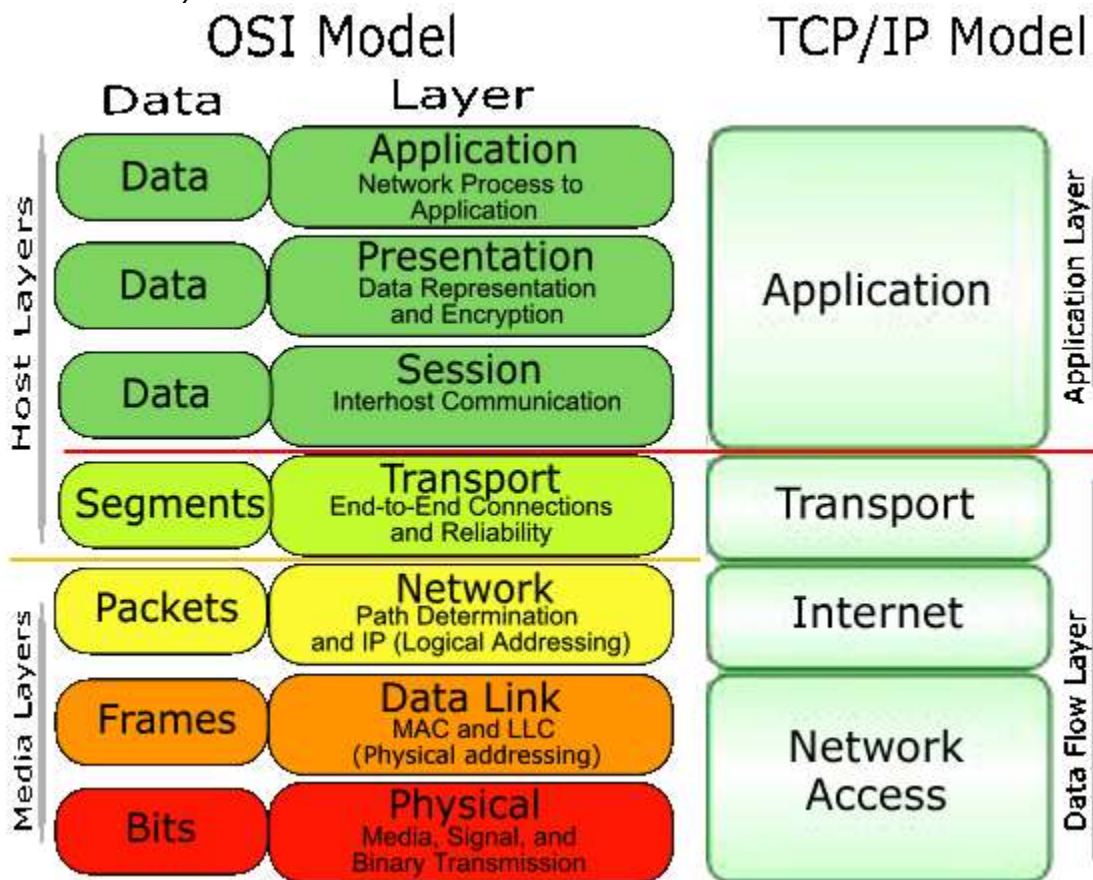 OSI Model
TCP/IP Model
Data
Layer
Host Layers
Data
Application
Network Process to
Application
Data
Presentation
Data Representation
and Encryption
Data
Session
Interhost Communication
Segments
Transport
End-to-End Connections
and Reliability
Media Layers
Packets
Network
Path Determination
and IP (Logical Addressing)
Frames
Data Link
MAC and LLC
(Physical addressing)
Bits
Physical
Media, Signal, and
Binary Transmission
Application
Application Layer
Transport
Internet
Network
Access
Data Flow Layer